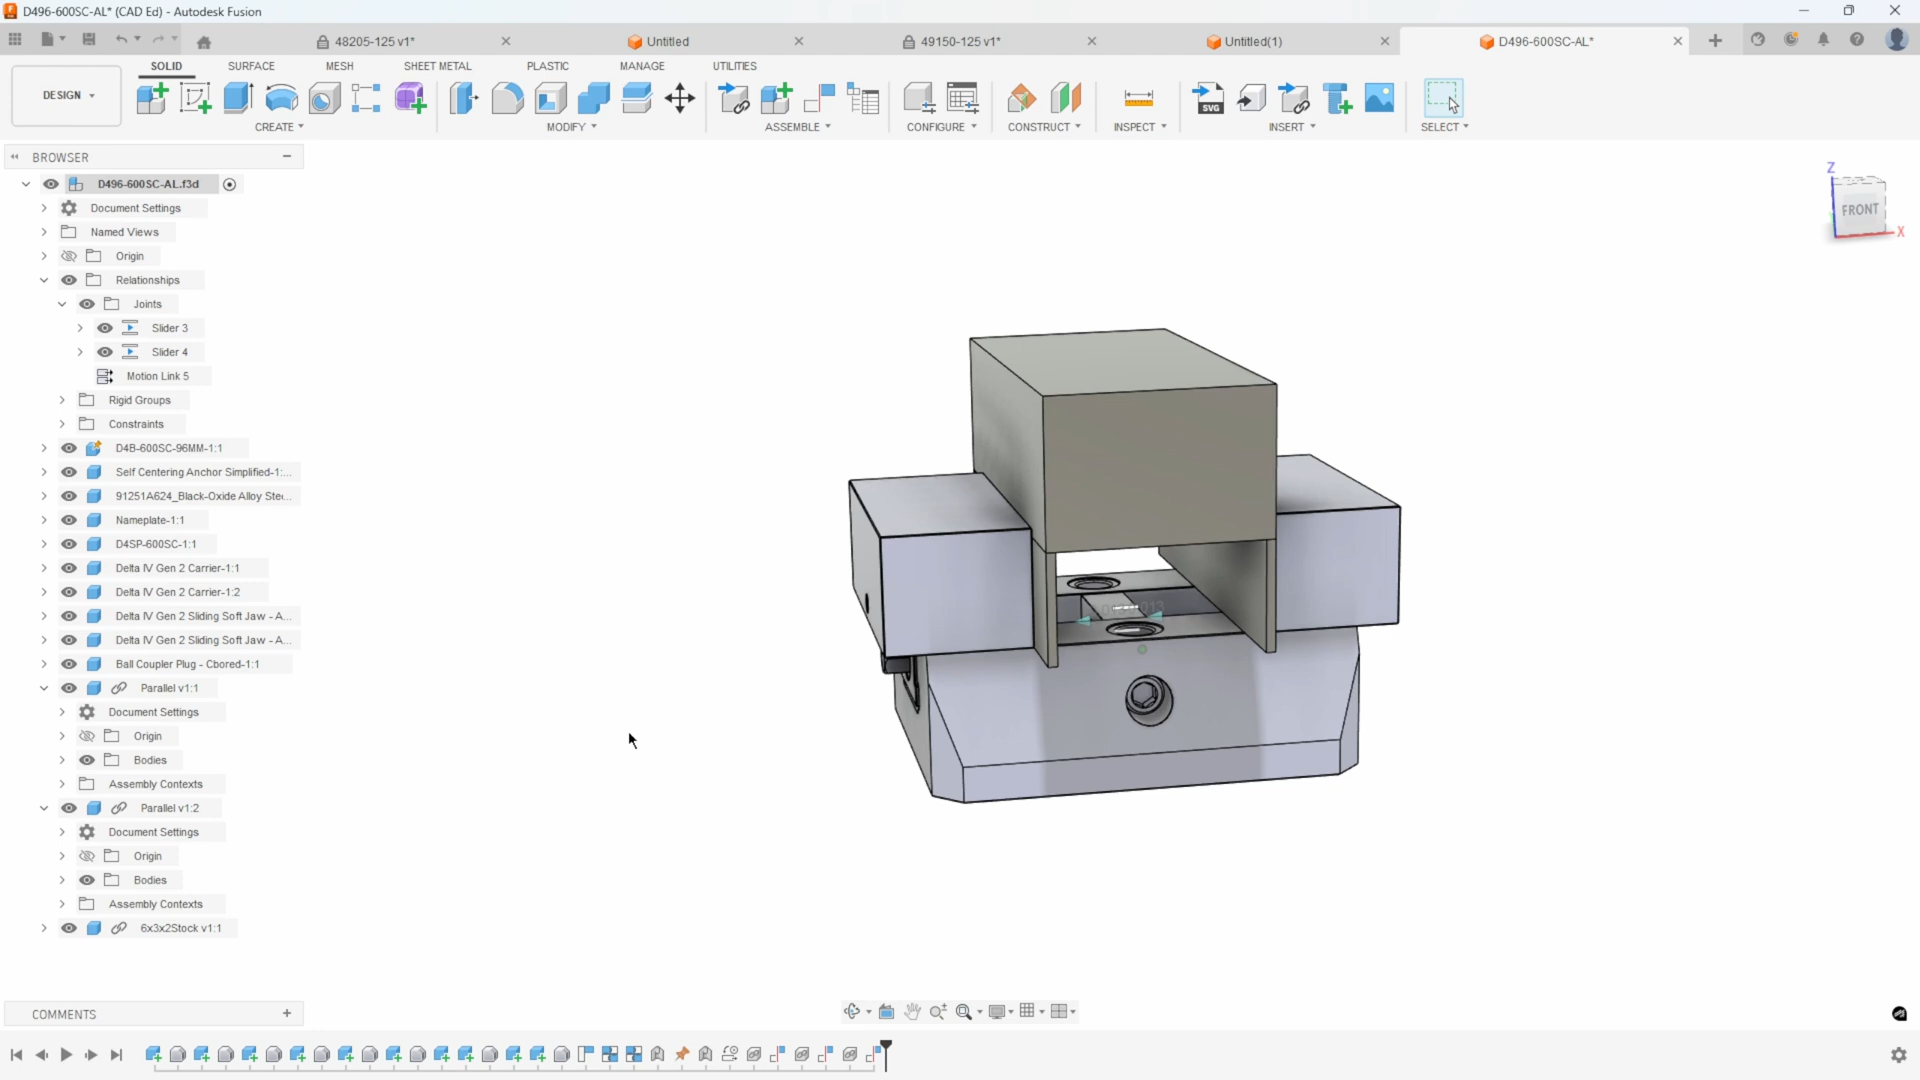 D496-600SC-AL* (CAD Ed) - Autodesk Fusion
48205-125 v1*
Untitled
49150-125 v1*
Untitled(1)
D496-600SC-AL*
DESIGN
SOLID
SURFACE
MESH
SHEET METAL
PLASTIC
MANAGE
UTILITIES
SVG
CREATE
MODIFY
ASSEMBLE
CONFIGURE
CONSTRUCT
INSPECT
INSERT
SELECT
BROWSER
D496-600SC-AL.f3d
Document Settings
Named Views
Origin
Relationships
Joints
Slider 3
Slider 4
Motion Link 5
Rigid Groups
Constraints
D4B-600SC-96MM-1:1
Self Centering Anchor Simplified-1:...
91251A624_Black-Oxide Alloy Stee...
Nameplate-1:1
D4SP-600SC-1:1
Delta IV Gen 2 Carrier-1:1
Delta IV Gen 2 Carrier-1:2
Delta IV Gen 2 Sliding Soft Jaw - A...
Delta IV Gen 2 Sliding Soft Jaw - A...
Ball Coupler Plug - Cbored-1:1
Parallel v1:1
Document Settings
Origin
Bodies
Assembly Contexts
Parallel v1:2
Document Settings
Origin
Bodies
Assembly Contexts
6x3x2Stock v1:1
Z
FRONT
X
COMMENTS